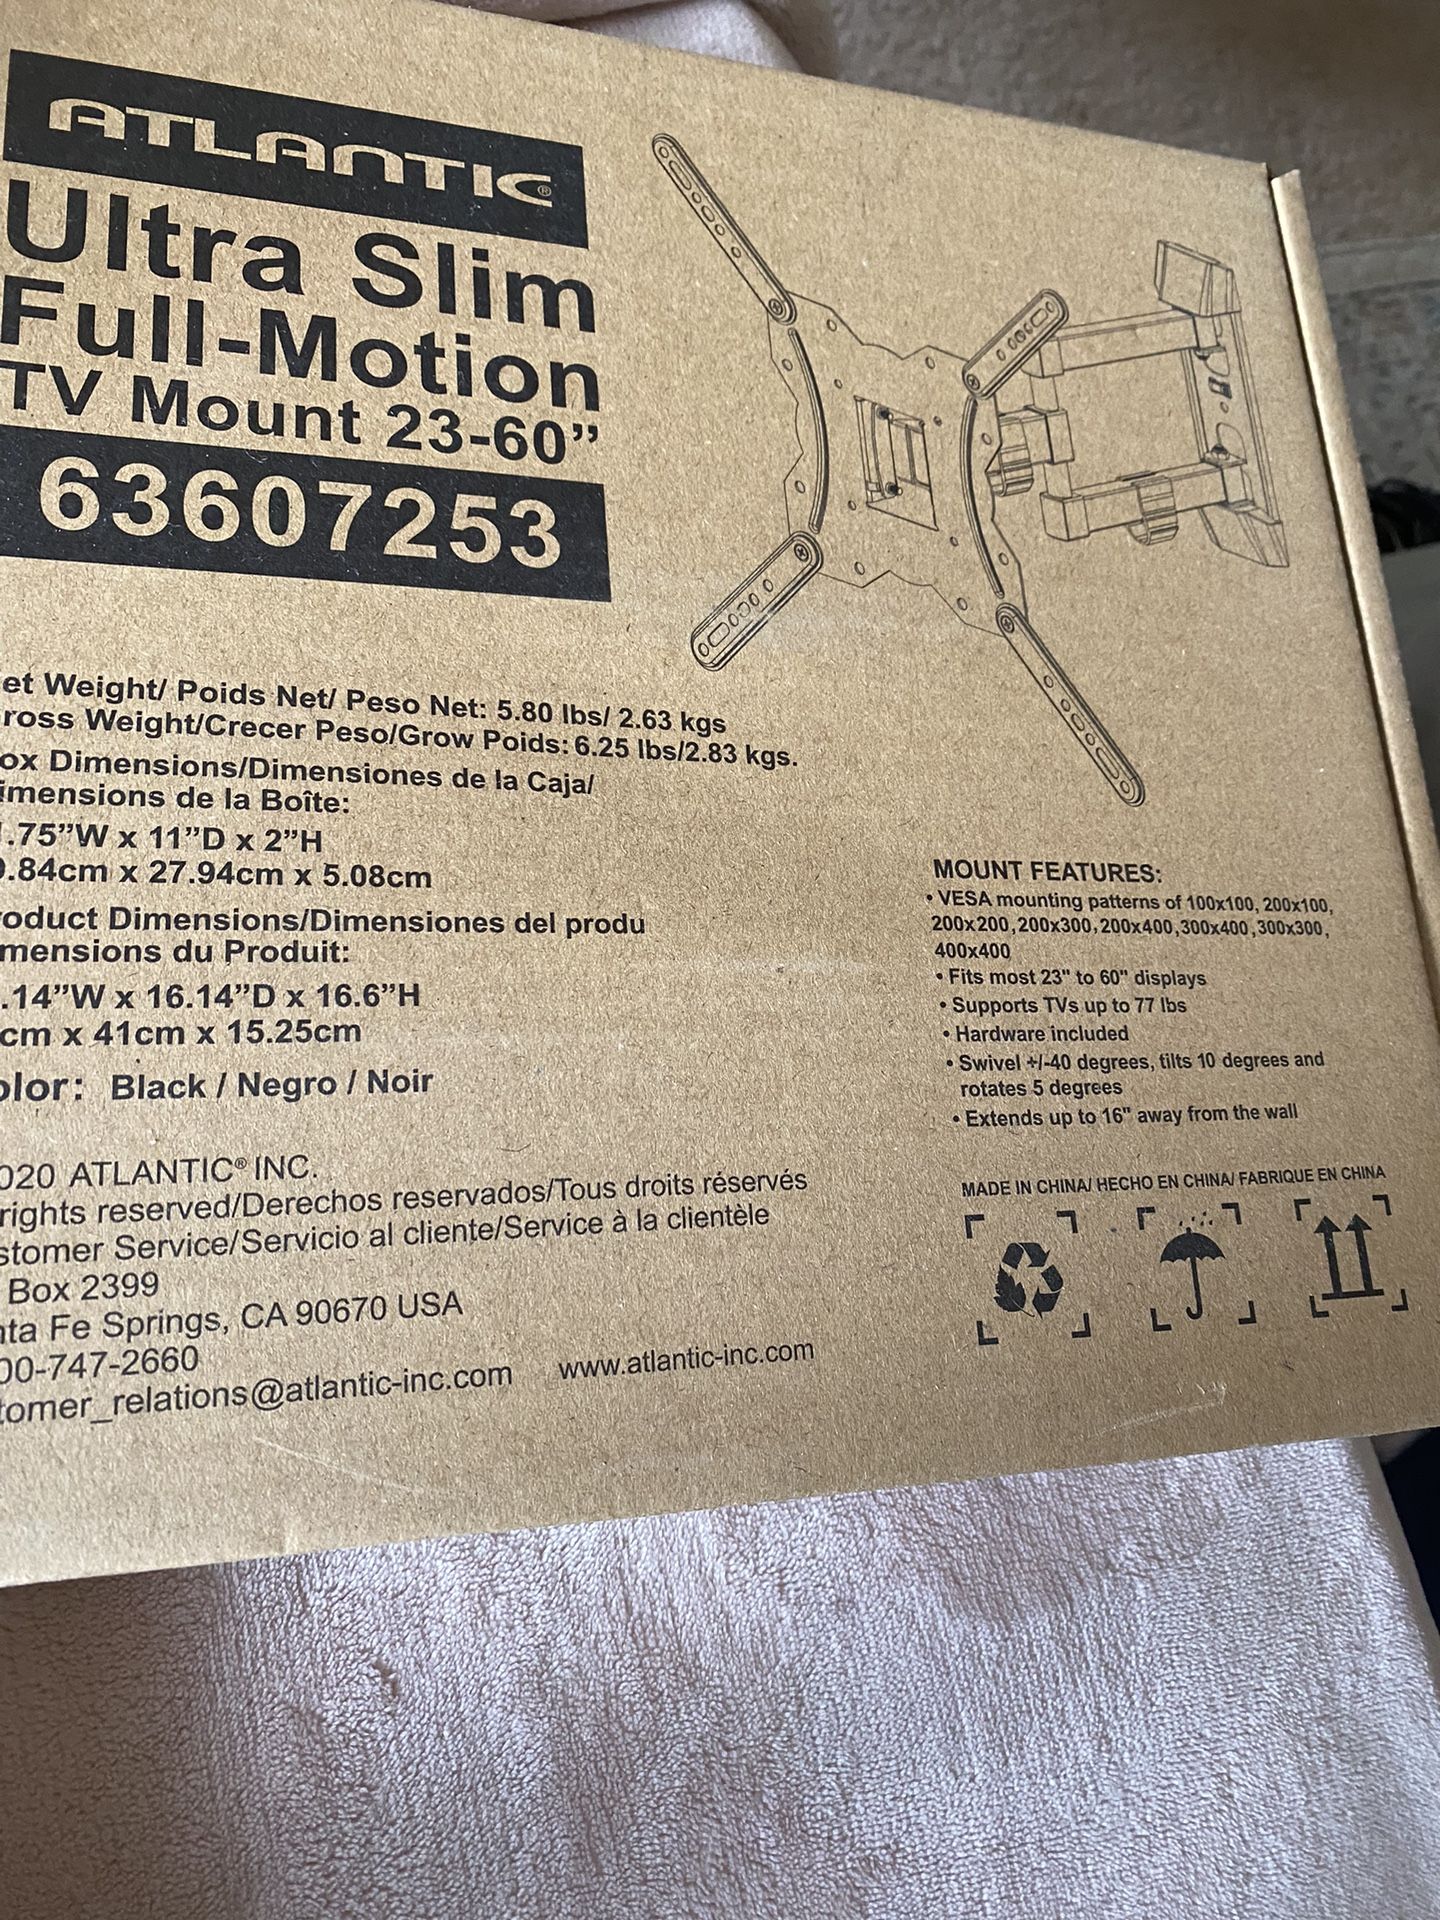 ATLANTIC®
Ultra Slim
Full-Motion
TV Mount 23-60”
63607253
et Weight/ Poids Net/ Peso Net: 5.80 lbs/ 2.63 kgs
ross Weight/Crecer Peso/Grow Poids: 6.25 lbs/2.83 kgs.
ox Dimensions/Dimensiones de la Caja/
imensions de la Boîte:
.75”W x 11”D x 2”H
.84cm x 27.94cm x 5.08cm
oduct Dimensions/Dimensiones del produ
mensions du Produit:
.14”W x 16.14”D x 16.6”H
cm x 41cm x 15.25cm
olor: Black / Negro / Noir
020 ATLANTIC® INC.
rights reserved/Derechos reservados/Tous droits réservés
stomer Service/Servicio al cliente/Service à la clientèle
Box 2399
nta Fe Springs, CA 90670 USA
00-747-2660
tomer_relations@atlantic-inc.com www.atlantic-inc.com
MOUNT FEATURES:
• VESA mounting patterns of 100x100, 200x100,
200x200,200x300,200x400,300x400,300x300,
400x400
• Fits most 23" to 60" displays
• Supports TVs up to 77 lbs
• Hardware included
• Swivel +/-40 degrees, tilts 10 degrees and
rotates 5 degrees
• Extends up to 16" away from the wall
MADE IN CHINA/ HECHO EN CHINA/ FABRIQUE EN CHINA